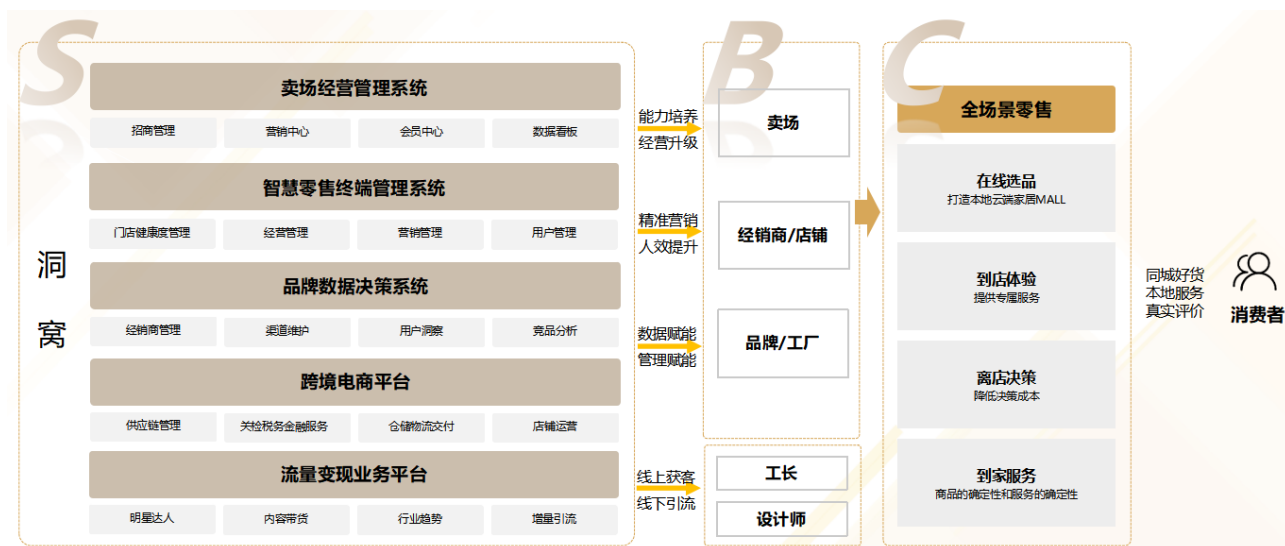 S
洞
窝
卖场经营管理系统
招商管理
营销中心
会员中心
数据看板
智慧零售终端管理系统
门店健康度管理
经营管理
营销管理
用户管理
品牌数据决策系统
经销商管理
渠道维护
用户洞察
竞品分析
跨境电商平台
供应链管理
关检税务金融服务
仓储物流交付
店铺运营
流量变现业务平台
明星达人
内容带货
行业趋势
增量引流
能力培养
经营升级
精准营销
人效提升
数据赋能
管理赋能
线上获客
线下引流
B
卖场
经销商/店铺
品牌/工厂
工长
设计师
C
全场景零售
在线选品
打造本地云端家居MALL
到店体验
提供专属服务
离店决策
降低决策成本
到家服务
商品的确定性和服务的确定性
同城好货
本地服务
真实评价
消费者